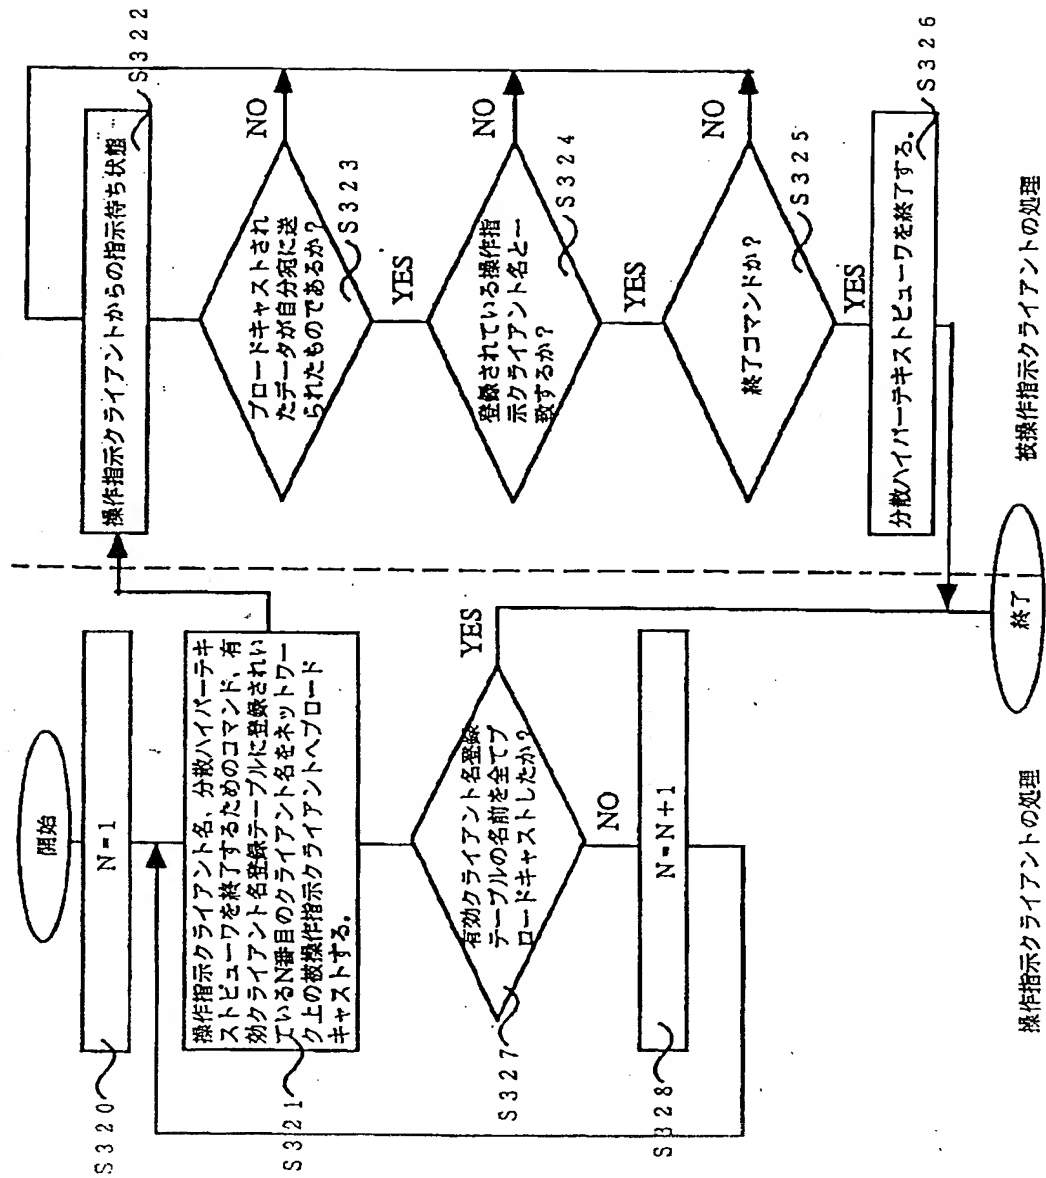 開始
S320
N=1
S321
操作指示クライアント名、分散ハイパーテキ
ストビューワを終了するためのコマンド、有
効クライアント名登録テーブルに登録されい
ているN番目のクライアント名をネットワー
ク上の被操作指示クライアントへブロード
キャストする。
S327
有効クライアント名登録
テーブルの名前を全てブ
ロードキャストしたか?
YES
NO
S328
N=N+1
操作指示クライアントの処理
S322
操作指示クライアントからの指示待ち状態
ブロードキャストされ
たデータが自分宛に送
られたものであるか?
S323
NO
YES
登録されている操作指
示クライアント名と一
致するか?
S324
NO
YES
終了コマンドか?
S325
NO
YES
分散ハイパーテキストビューワを終了する。
S326
終了
被操作指示クライアントの処理